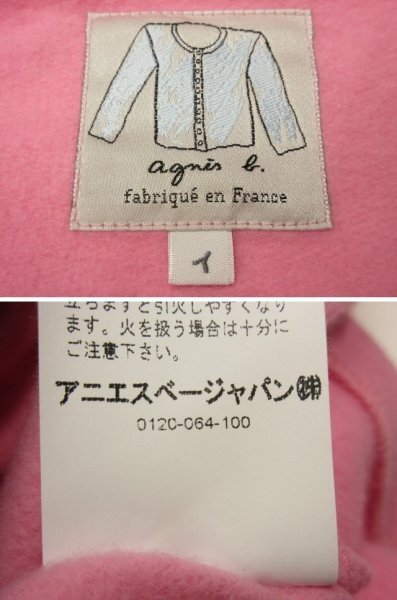 agnès b.
fabriqué en France
1
立ちますと引火しやすくなり
ます。火を扱う場合は十分に
ご注意下さい。
アニエスベージャパン㈱
0120-064-100